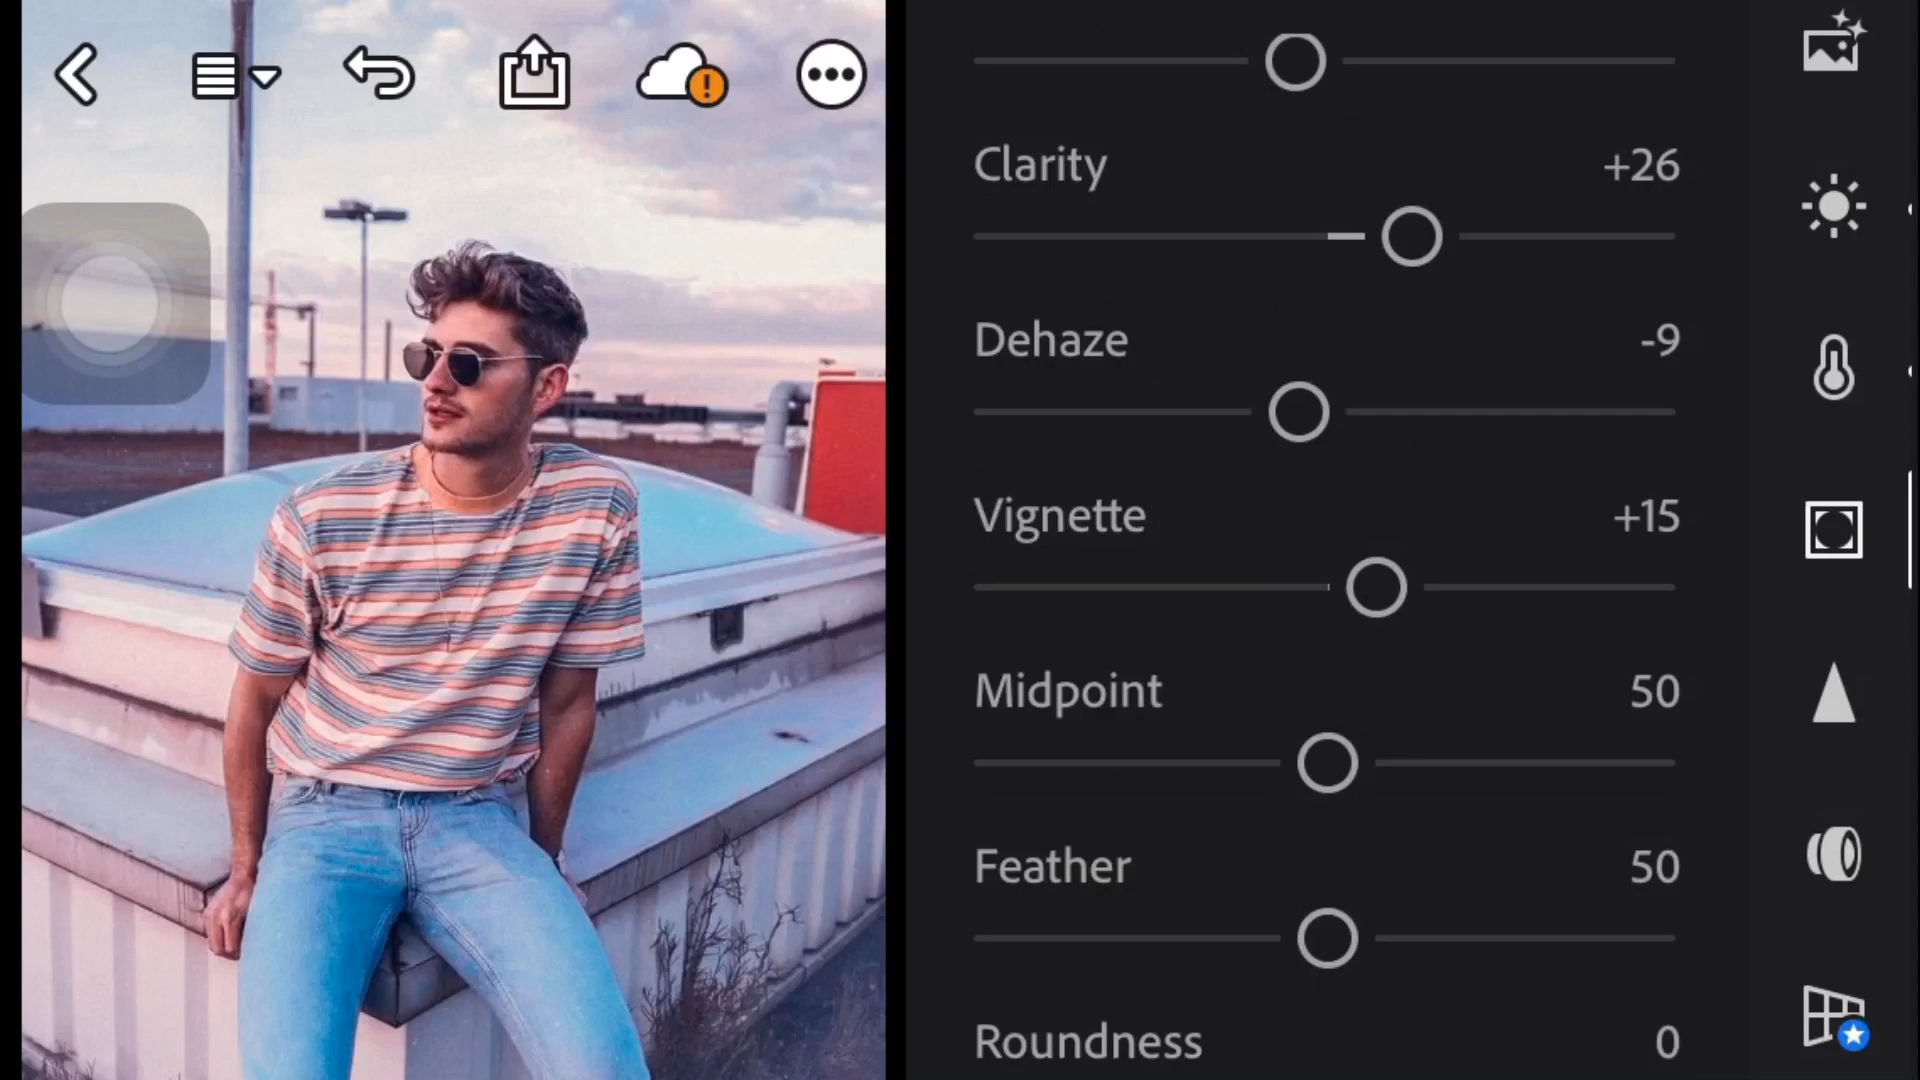 Clarity +26
Dehaze -9
Vignette +15
Midpoint 50
Feather 50
Roundness 0